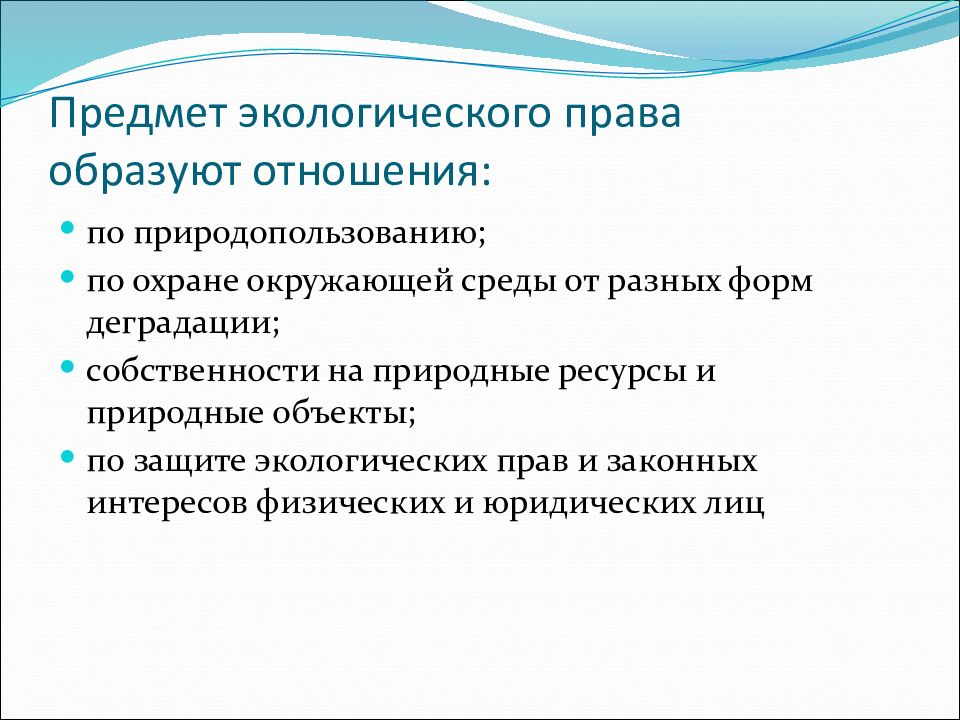 Предмет экологического права
образуют отношения:
• по природопользованию;
• по охране окружающей среды от разных форм
деградации;
• собственности на природные ресурсы и
природные объекты;
• по защите экологических прав и законных
интересов физических и юридических лиц